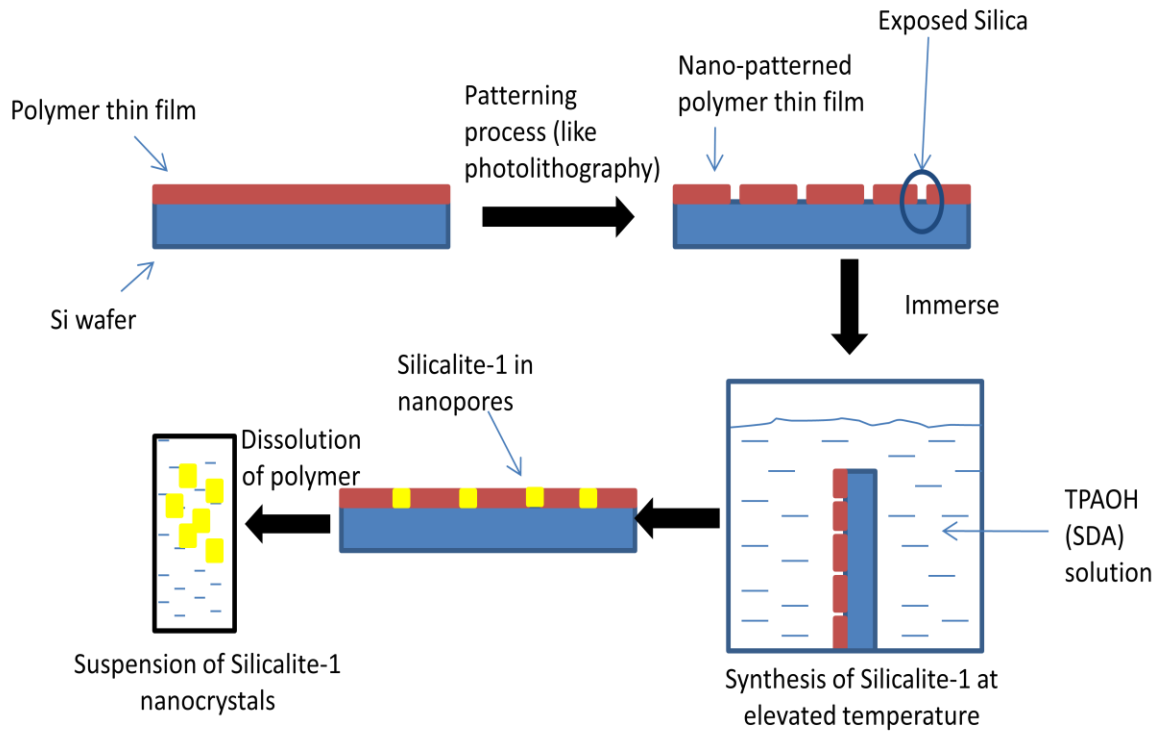 Polymer thin film
Si wafer
Patterning
process (like
photolithography)
Nano-patterned
polymer thin film
Exposed Silica
Immerse
TPAOH
(SDA)
solution
Synthesis of Silicalite-1 at
elevated temperature
Silicalite-1 in
nanopores
Dissolution
of polymer
Suspension of Silicalite-1
nanocrystals